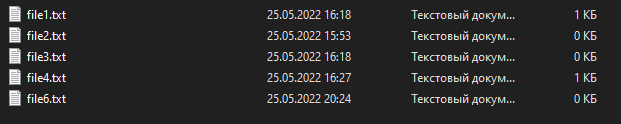 file1.txt 25.05.2022 16:18 Текстовый докум... 1 КБ
file2.txt 25.05.2022 15:53 Текстовый докум... 0 КБ
file3.txt 25.05.2022 16:18 Текстовый докум... 0 КБ
file4.txt 25.05.2022 16:27 Текстовый докум... 1 КБ
file6.txt 25.05.2022 20:24 Текстовый докум... 0 КБ